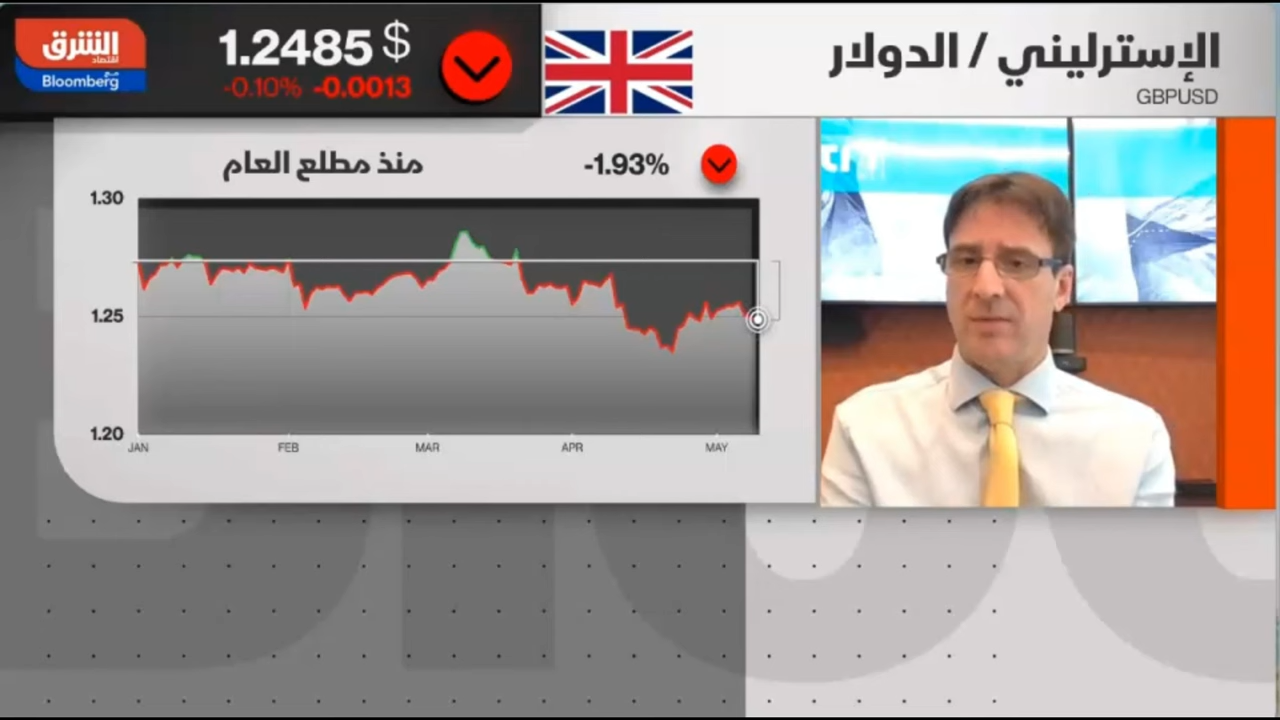 الشرق
اقتصاد
مع Bloomberg
1.2485 $
-0.10% -0.0013
الإسترليني / الدولار
GBPUSD
منذ مطلع العام
-1.93%
1.30
1.25
1.20
JAN FEB MAR APR MAY